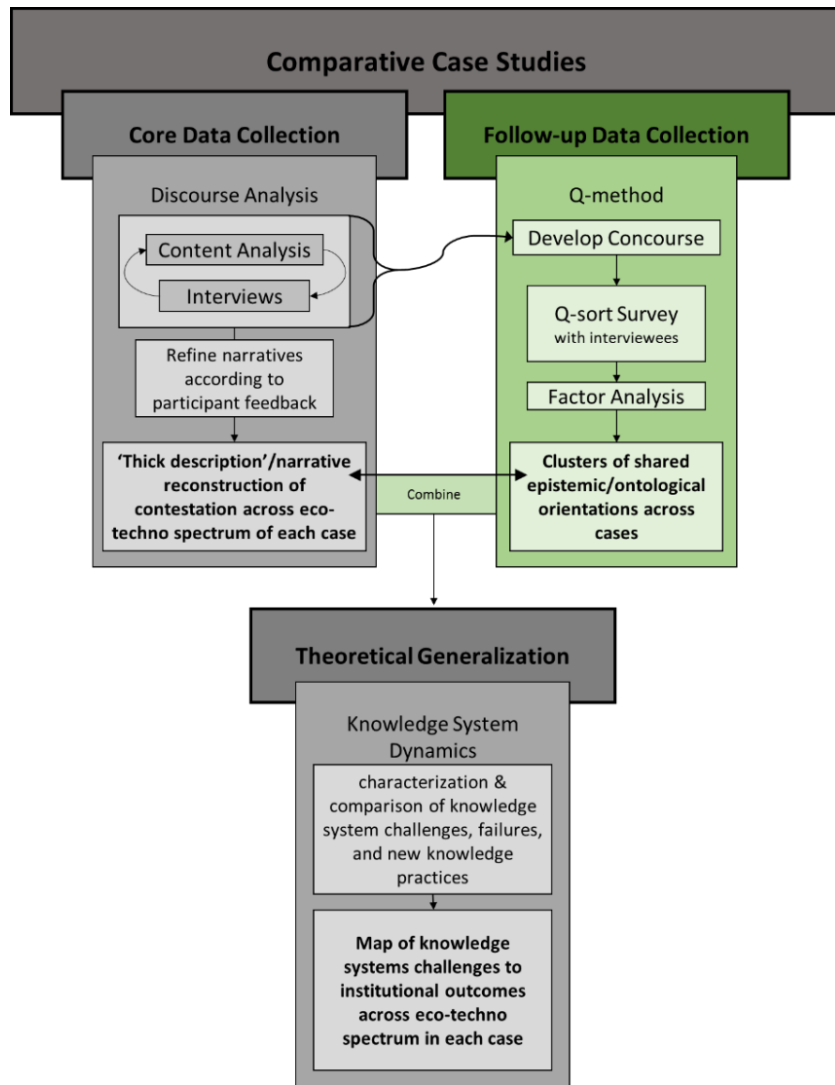 Comparative Case Studies
Core Data Collection
Discourse Analysis
Content Analysis
Interviews
Refine narratives
according to
participant feedback
‘Thick description’/narrative
reconstruction of
contestation across eco-
techno spectrum of each case
Follow-up Data Collection
Q-method
Develop Concourse
Q-sort Survey
with interviewees
Factor Analysis
Clusters of shared
epistemic/ontological
orientations across
cases
Combine
Theoretical Generalization
Knowledge System
Dynamics
characterization &
comparison of knowledge
system challenges, failures,
and new knowledge
practices
Map of knowledge
systems challenges to
institutional outcomes
across eco-techno
spectrum in each case